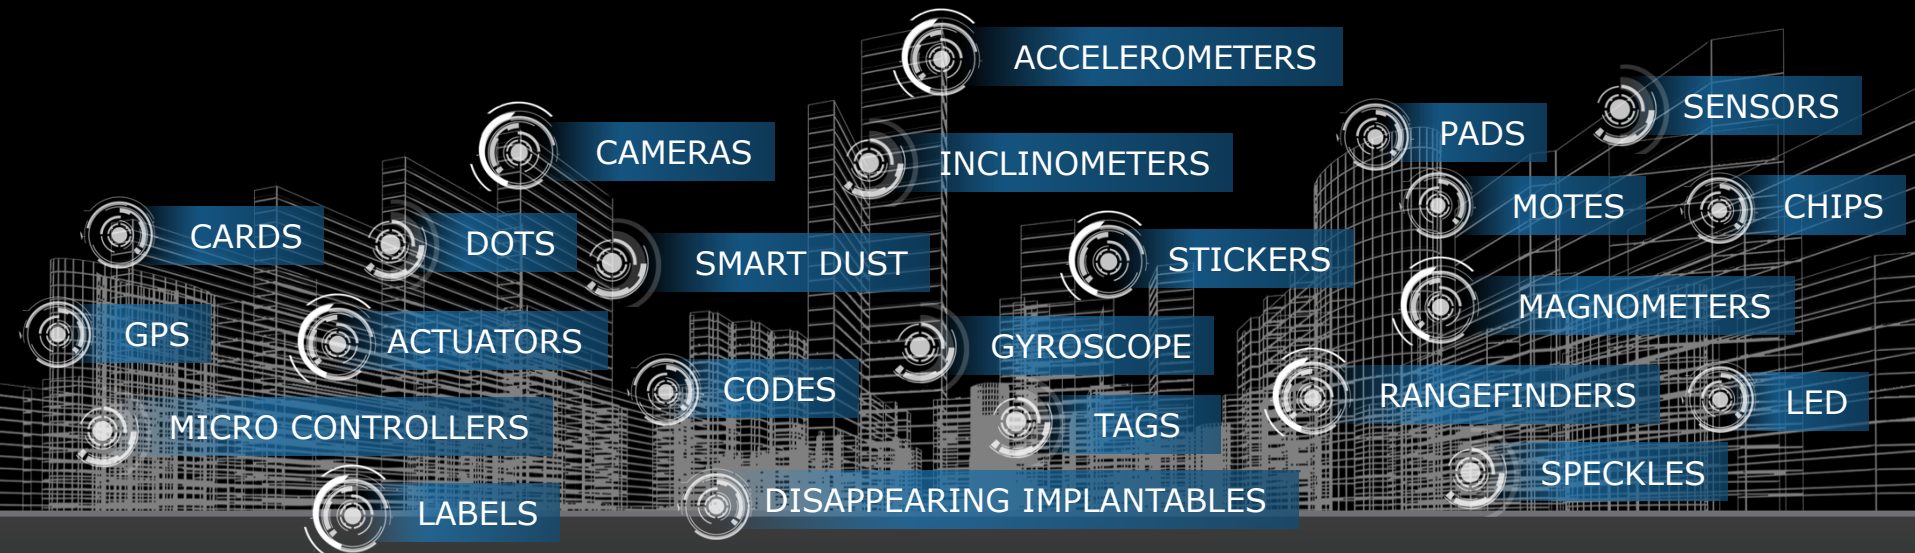 ACCELEROMETERS
SENSORS
PADS
CAMERAS
INCLINOMETERS
MOTES
CHIPS
CARDS
DOTS
SMART DUST
STICKERS
MAGNOMETERS
GPS
ACTUATORS
GYROSCOPE
CODES
RANGEFINDERS
LED
MICRO CONTROLLERS
TAGS
SPECKLES
LABELS
DISAPPEARING IMPLANTABLES